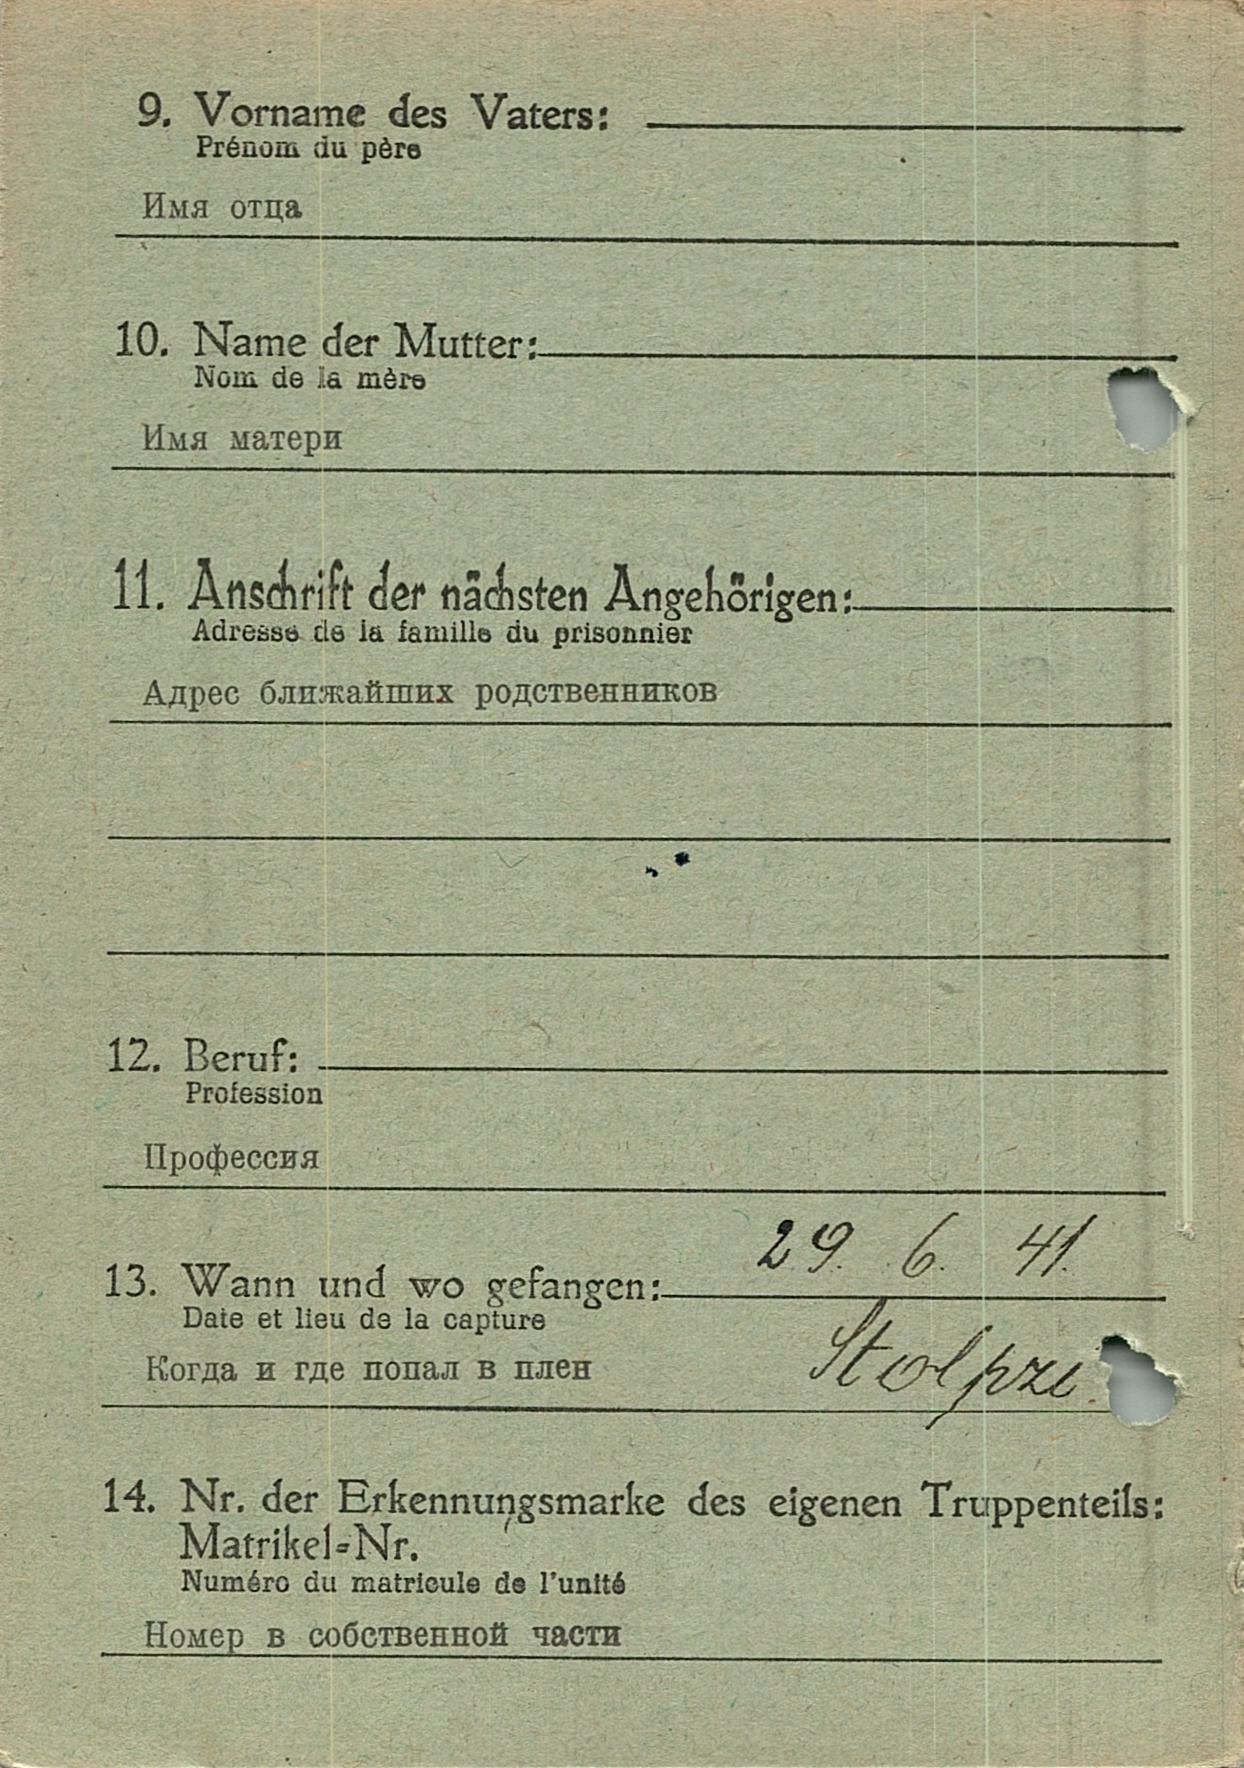 9. Vorname des Vaters:
Prénom du père
Имя отца
10. Name der Mutter:
Nom de la mère
Имя матери
11. Anschrift der nächsten Angehörigen:
Adresse de la famille du prisonnier
Адрес ближайших родственников
12. Beruf:
Profession
Профессия
29. 6. 41.
13. Wann und wo gefangen:
Date et lieu de la capture
Когда и где попал в плен
Stolpze.
14. Nr. der Erkennungsmarke des eigenen Truppenteils:
Matrikel-Nr.
Numéro du matricule de l'unité
Номер в собственной части